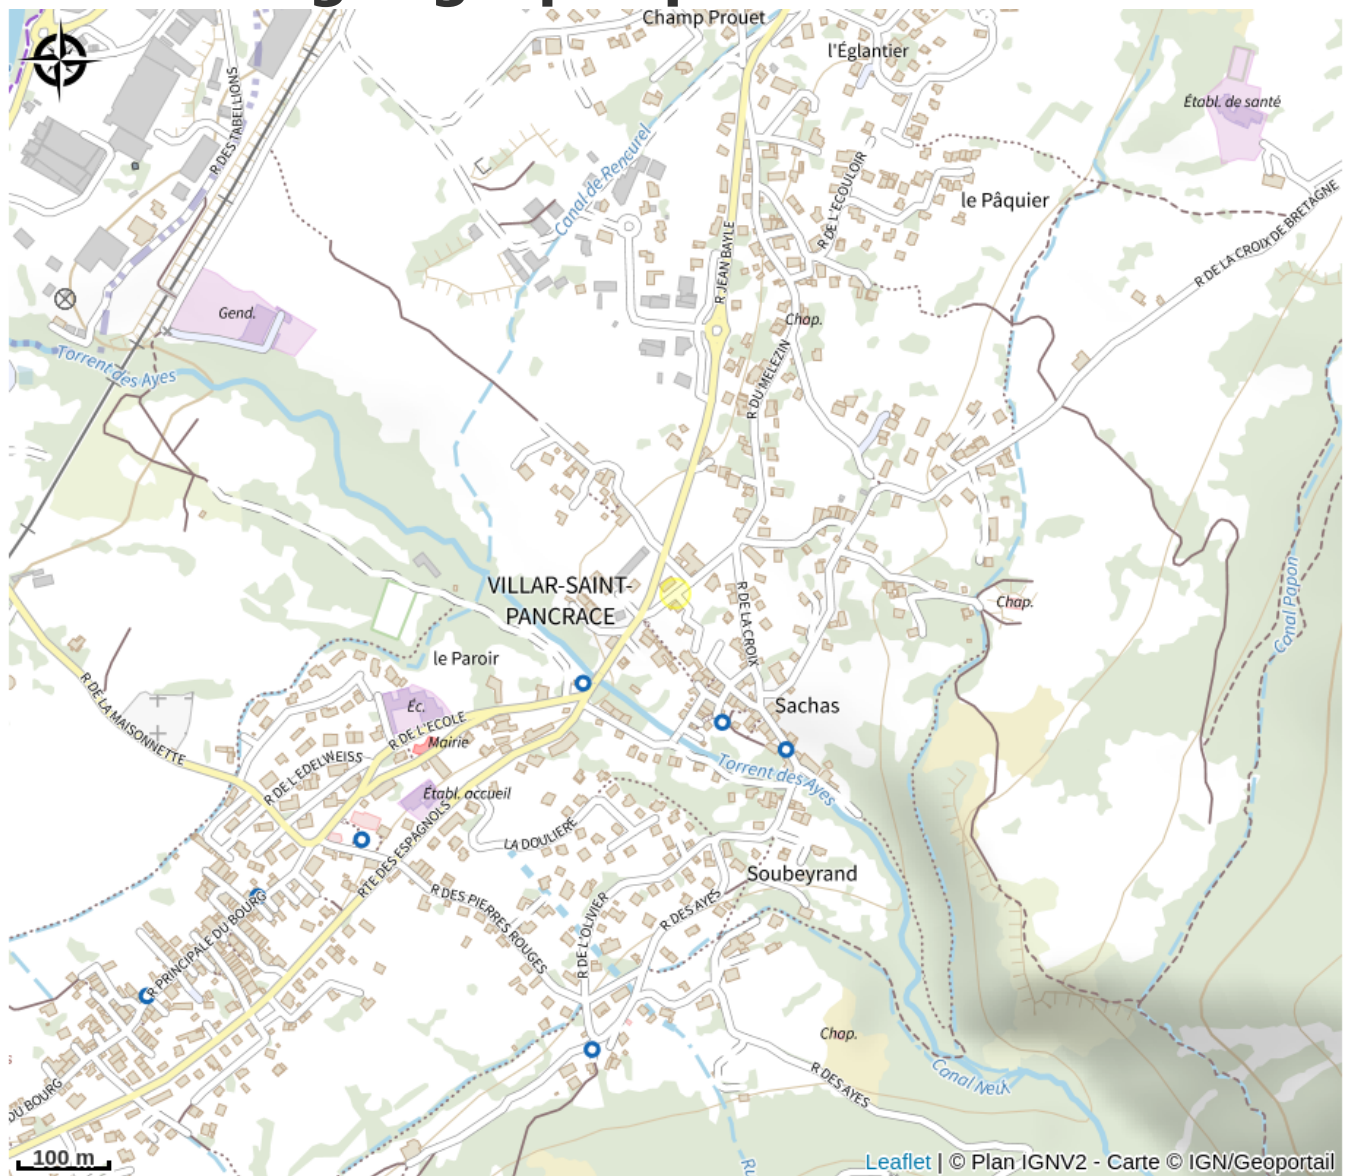 Champ Prouet
l'Églantier
Établ. de santé
R DES TABELLIONS
Canal de Rencurel
R DE L'ECOULOIR
le Pâquier
R DE LA CROIX DE BRETAGNE
R JEAN BAYLE
Gend.
Chap.
Torrent des Ayes
R DU MELEZIN
VILLAR-SAINT-
PANCRACE
R DE LA CROIX
Chap.
Canal Papon
le Paroir
R DE LA MAISONNETTE
Éc.
R DE L'ECOLE
Mairie
Sachas
R DE L'EDELWEISS
Torrent des Ayes
Établ. accueil
LA DOULIERE
RTE DES ESPAGNOLS
Soubeyrand
R DES PIERRES ROUGES
R DE L'OLIVIER
R DES AYES
R PRINCIPALE DU BOURG
Chap.
R DES AYES
Canal Neuf
DU BOURG
Ru
100 m
Leaflet | © Plan IGNV2 - Carte © IGN/Geoportail